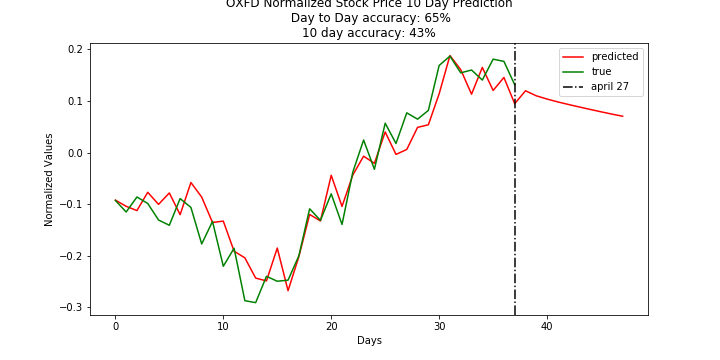 OXFD Normalized Stock Price 10 Day Prediction
Day to Day accuracy: 65%
10 day accuracy: 43%
predicted
true
april 27
Normalized Values
0.2
0.1
0.0
−0.1
−0.2
−0.3
0 10 20 30 40
Days